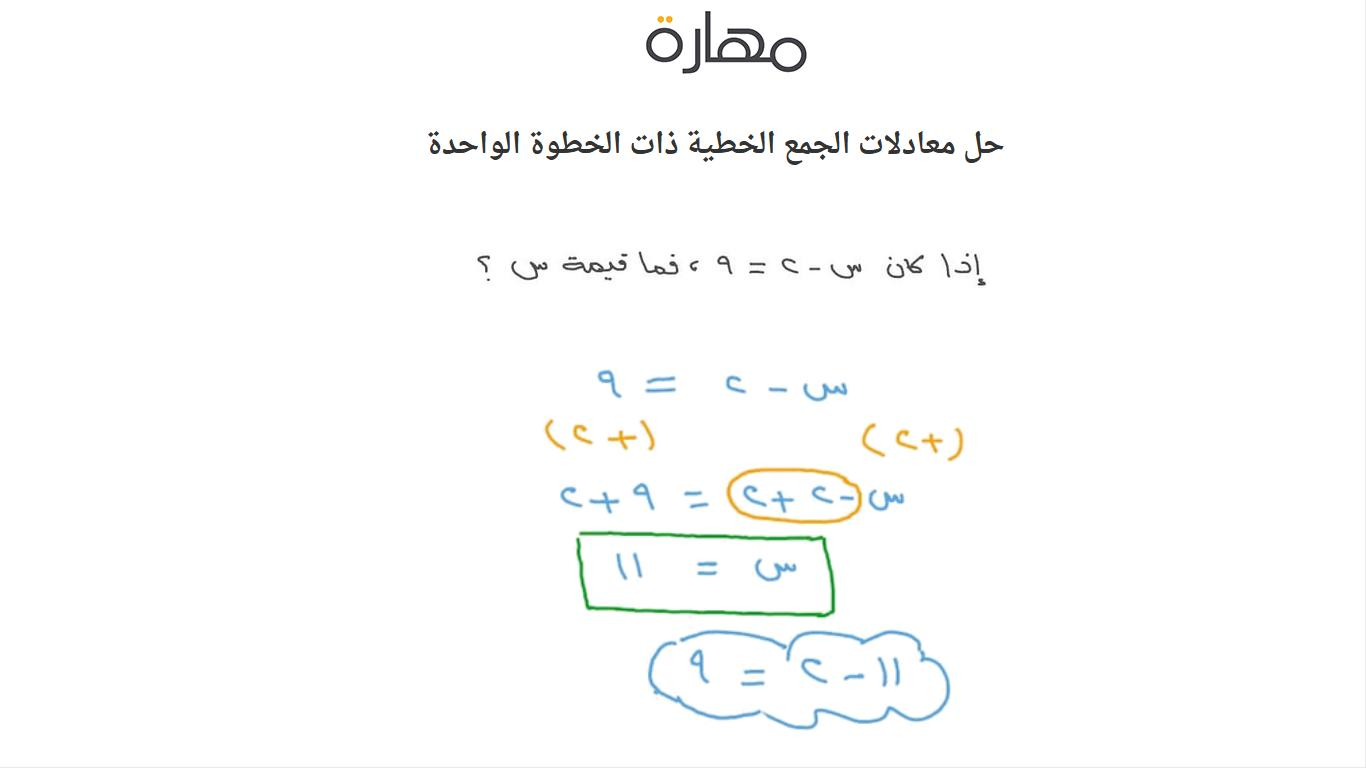 مهارة
حل معادلات الجمع الخطية ذات الخطوة الواحدة
إذا كان س - ٢ = ٩ ، فما قيمة س ؟
س - ٢ = ٩
(+٢) (+٢)
س - ٢ + ٢ = ٩ + ٢
س = ١١
١١ - ٢ = ٩